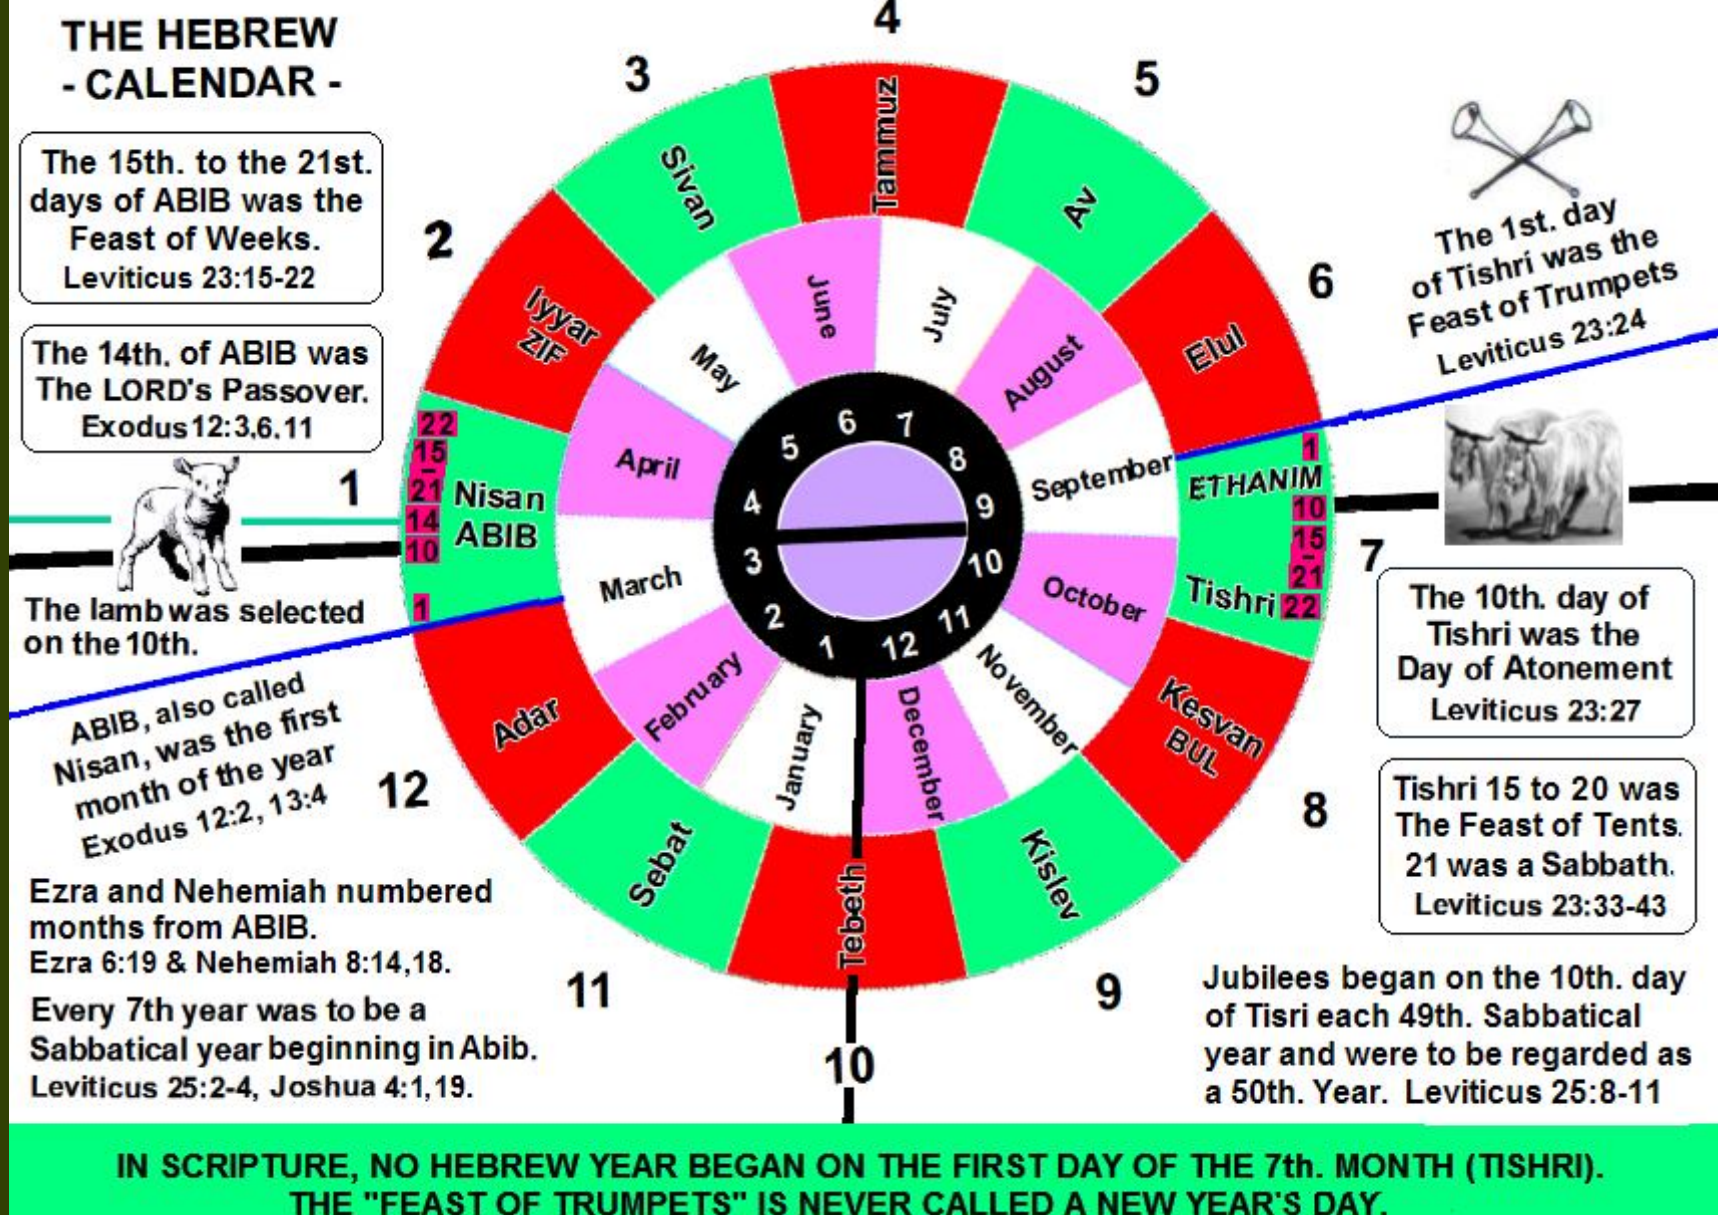 THE HEBREW
- CALENDAR -
The 15th. to the 21st.
days of ABIB was the
Feast of Weeks.
Leviticus 23:15-22
The 14th. of ABIB was
The LORD's Passover.
Exodus 12:3,6.11
The lamb was selected
on the 10th.
ABIB, also called
Nisan, was the first
month of the year
Exodus 12:2, 13:4
Ezra and Nehemiah numbered
months from ABIB.
Ezra 6:19 & Nehemiah 8:14,18.
Every 7th year was to be a
Sabbatical year beginning in Abib.
Leviticus 25:2-4, Joshua 4:1,19.
1
2
3
4
5
6
7
8
9
10
11
12
Nisan
ABIB
22
15
-
21
14
10
1
Iyyar
ZIF
Sivan
Tammuz
Av
Elul
1
ETHANIM
10
15
-
21
Tishri 22
Kesvan
BUL
Kislev
Tebeth
Sebat
Adar
January
February
March
April
May
June
July
August
September
October
November
December
1
2
3
4
5
6
7
8
9
10
11
12
The 1st. day
of Tishri was the
Feast of Trumpets
Leviticus 23:24
The 10th. day of
Tishri was the
Day of Atonement
Leviticus 23:27
Tishri 15 to 20 was
The Feast of Tents.
21 was a Sabbath.
Leviticus 23:33-43
Jubilees began on the 10th. day
of Tisri each 49th. Sabbatical
year and were to be regarded as
a 50th. Year. Leviticus 25:8-11
IN SCRIPTURE, NO HEBREW YEAR BEGAN ON THE FIRST DAY OF THE 7th. MONTH (TISHRI).
THE "FEAST OF TRUMPETS" IS NEVER CALLED A NEW YEAR'S DAY.